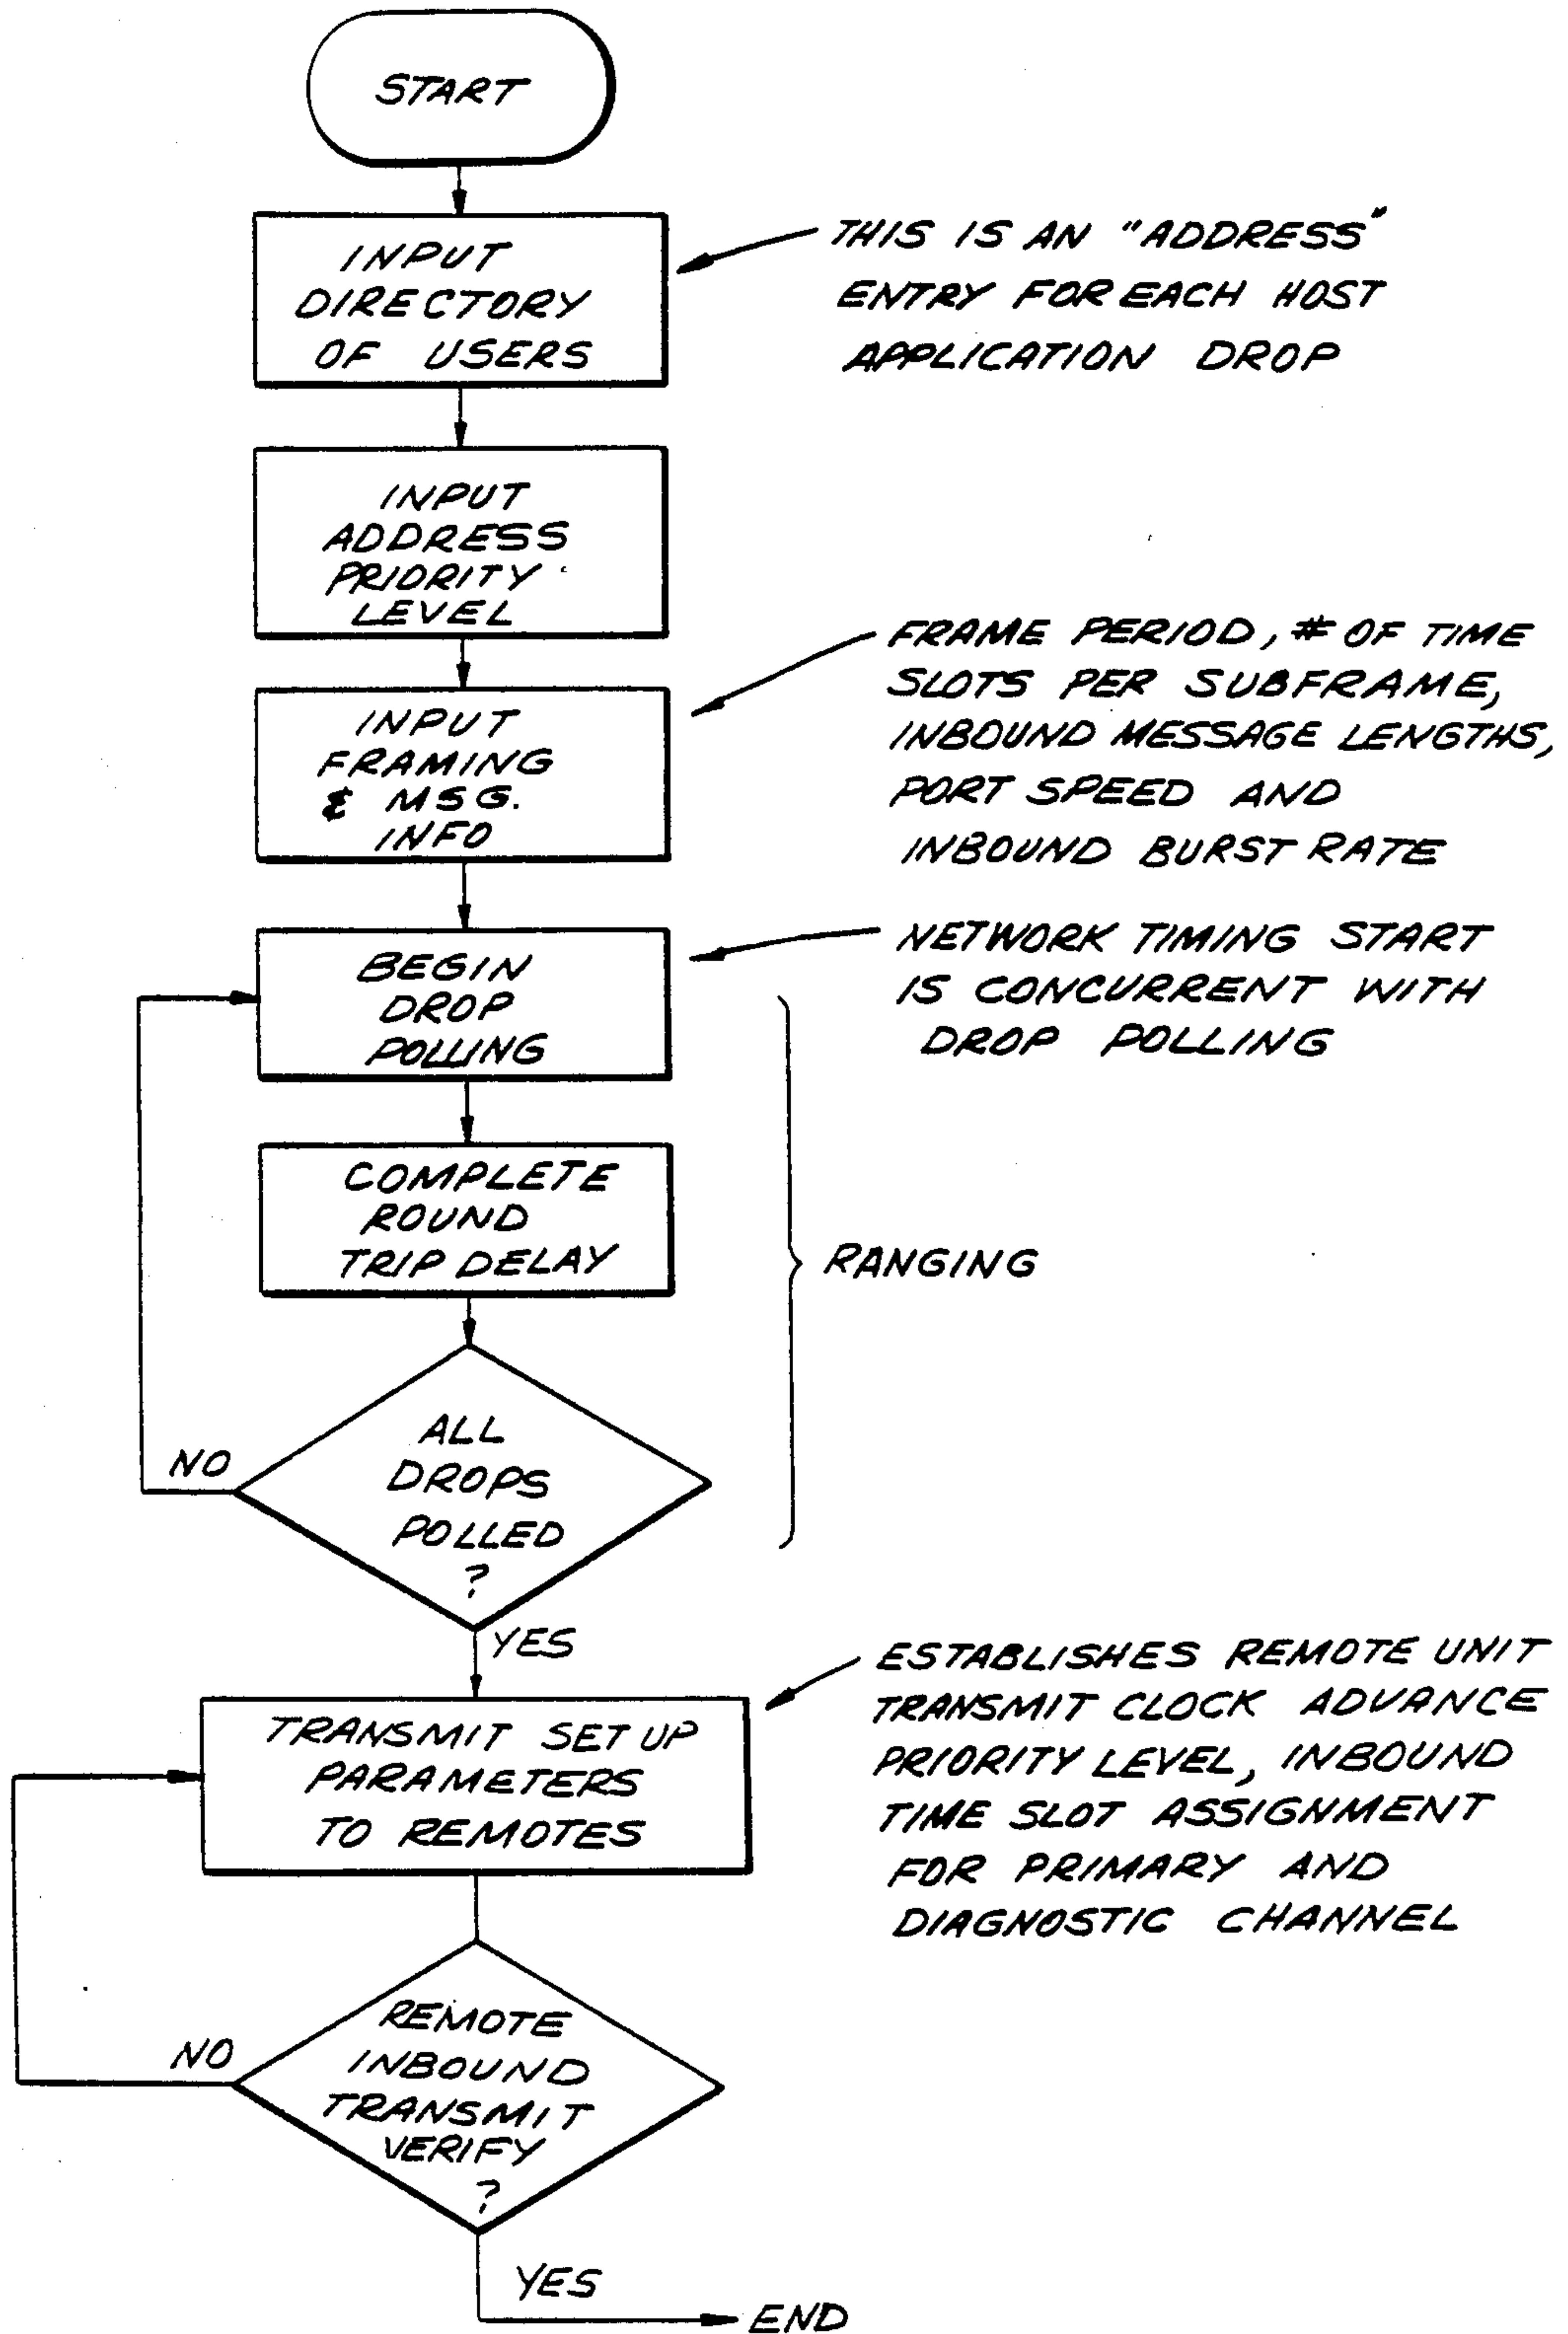 START
INPUT
DIRECTORY
OF USERS
THIS IS AN "ADDRESS"
ENTRY FOR EACH HOST
APPLICATION DROP
INPUT
ADDRESS
PRIORITY
LEVEL
INPUT
FRAMING
& MSG.
INFO
FRAME PERIOD, # OF TIME
SLOTS PER SUBFRAME,
INBOUND MESSAGE LENGTHS,
PORT SPEED AND
INBOUND BURST RATE
BEGIN
DROP
POLLING
NETWORK TIMING START
IS CONCURRENT WITH
DROP POLLING
COMPLETE
ROUND
TRIP DELAY
RANGING
ALL
DROPS
POLLED
?
NO
YES
TRANSMIT SET UP
PARAMETERS
TO REMOTES
ESTABLISHES REMOTE UNIT
TRANSMIT CLOCK ADVANCE
PRIORITY LEVEL, INBOUND
TIME SLOT ASSIGNMENT
FOR PRIMARY AND
DIAGNOSTIC CHANNEL
REMOTE
INBOUND
TRANSMIT
VERIFY
?
NO
YES
END